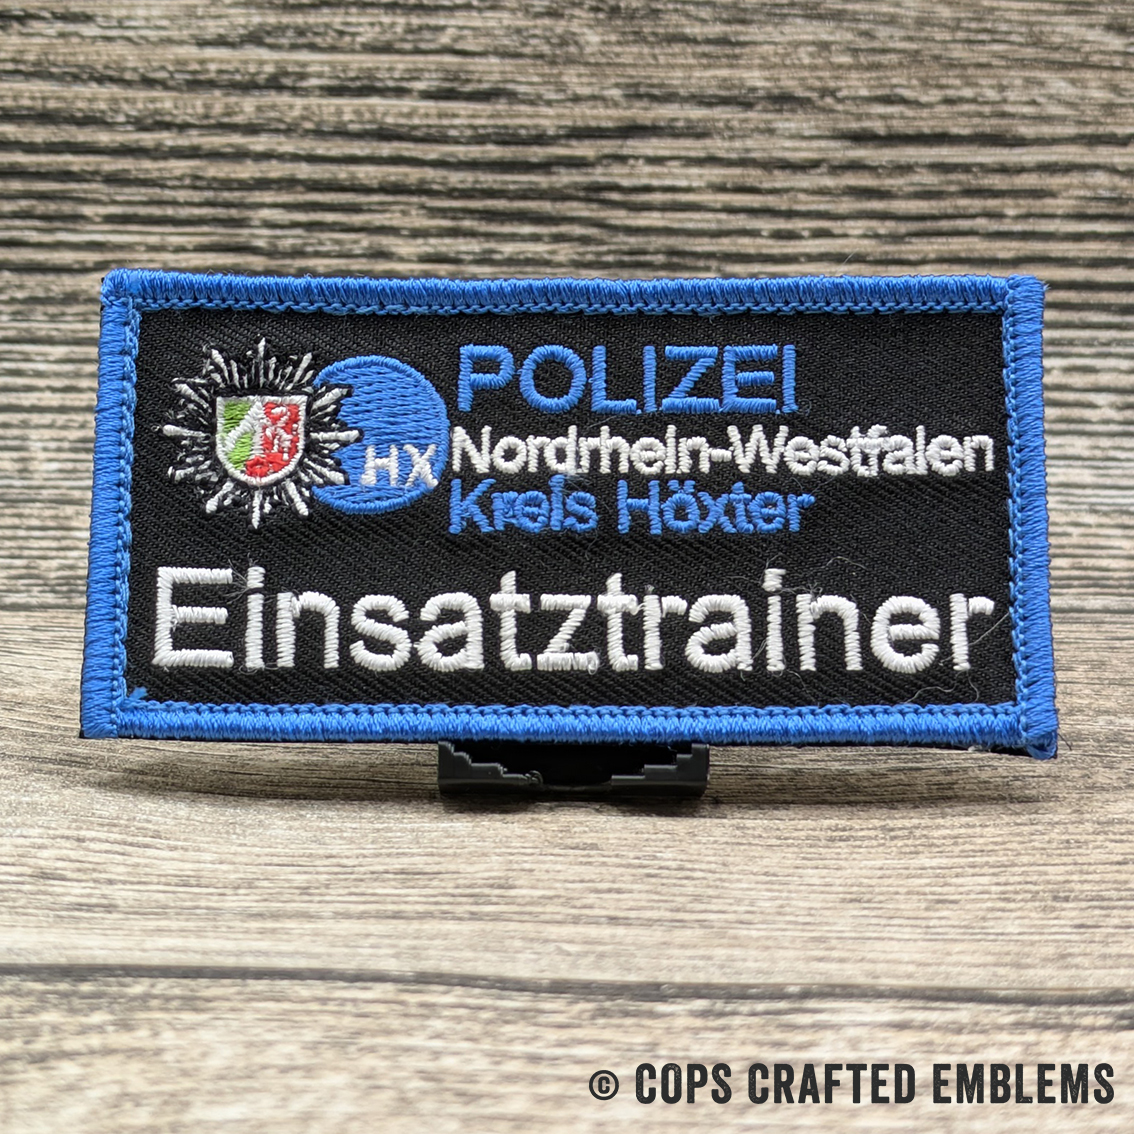 POLIZEI
HX Nordrhein-Westfalen
Kreis Höxter
Einsatztrainer
© COPS CRAFTED EMBLEMS